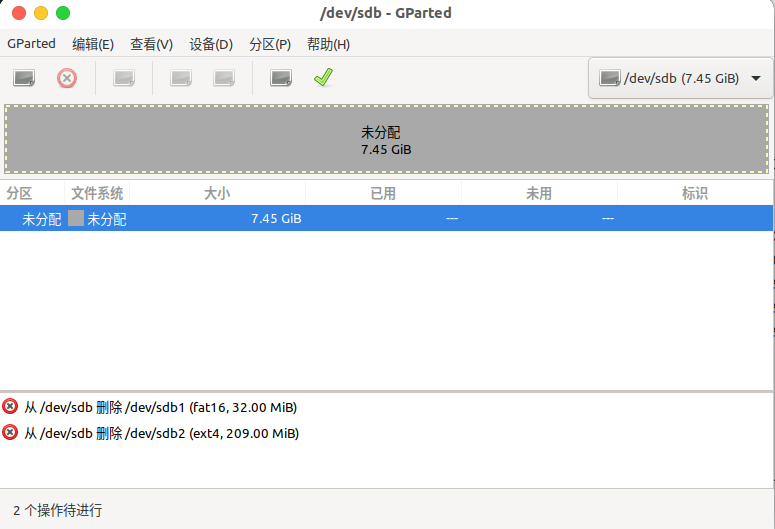 /dev/sdb - GParted
GParted 编辑(E) 查看(V) 设备(D) 分区(P) 帮助(H)
/dev/sdb (7.45 GiB)
未分配
7.45 GiB
分区 文件系统 大小 已用 未用 标识
未分配 未分配 7.45 GiB --- ---
从 /dev/sdb 删除 /dev/sdb1 (fat16, 32.00 MiB)
从 /dev/sdb 删除 /dev/sdb2 (ext4, 209.00 MiB)
2 个操作待进行